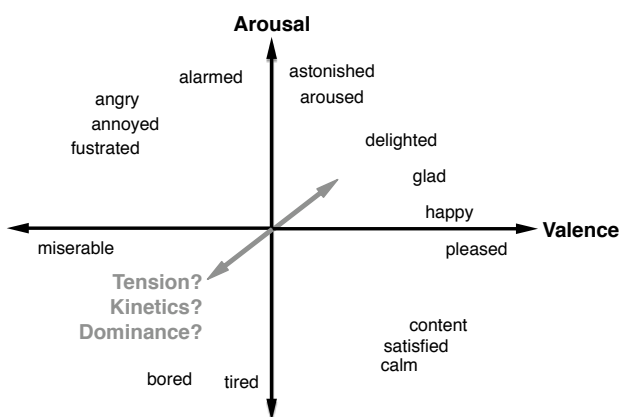 Arousal
alarmed
astonished
angry
aroused
annoyed
delighted
fustrated
glad
happy
Valence
miserable
pleased
Tension?
Kinetics?
Dominance?
content
satisfied
calm
bored
tired